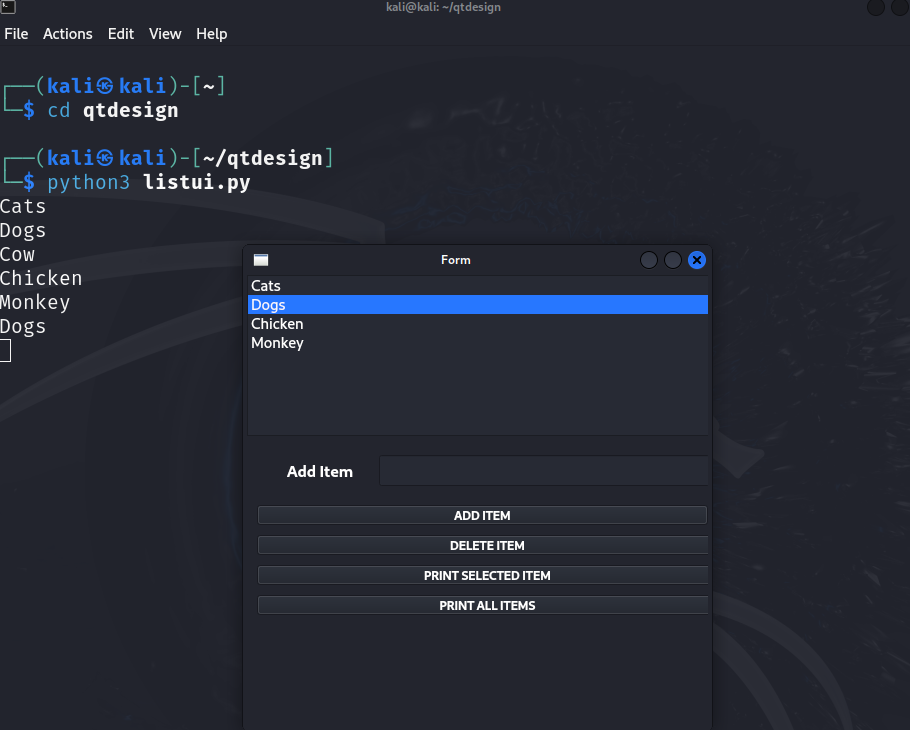 kali@kali: ~/qtdesign
File Actions Edit View Help
┌──(kali㉿kali)-[~]
└─$ cd qtdesign
┌──(kali㉿kali)-[~/qtdesign]
└─$ python3 listui.py
Cats
Dogs
Cow
Chicken
Monkey
Dogs
Form
Cats
Dogs
Chicken
Monkey
Add Item
ADD ITEM
DELETE ITEM
PRINT SELECTED ITEM
PRINT ALL ITEMS